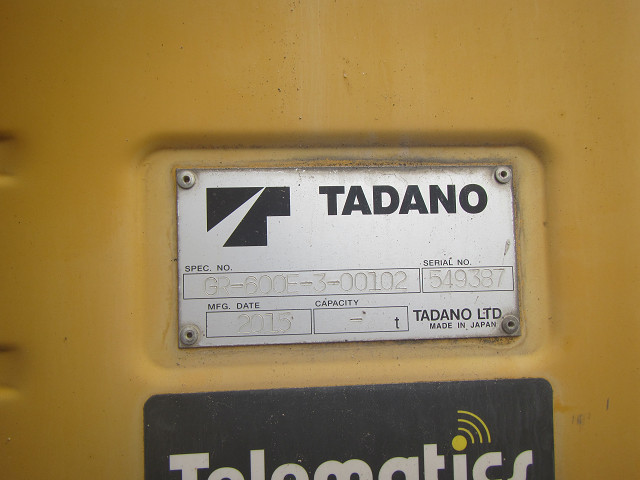 TADANO
SPEC. NO. SERIAL NO.
GR-600E-3-00102 549387
MFG. DATE CAPACITY
2015 — t
TADANO LTD.
MADE IN JAPAN
Telematics